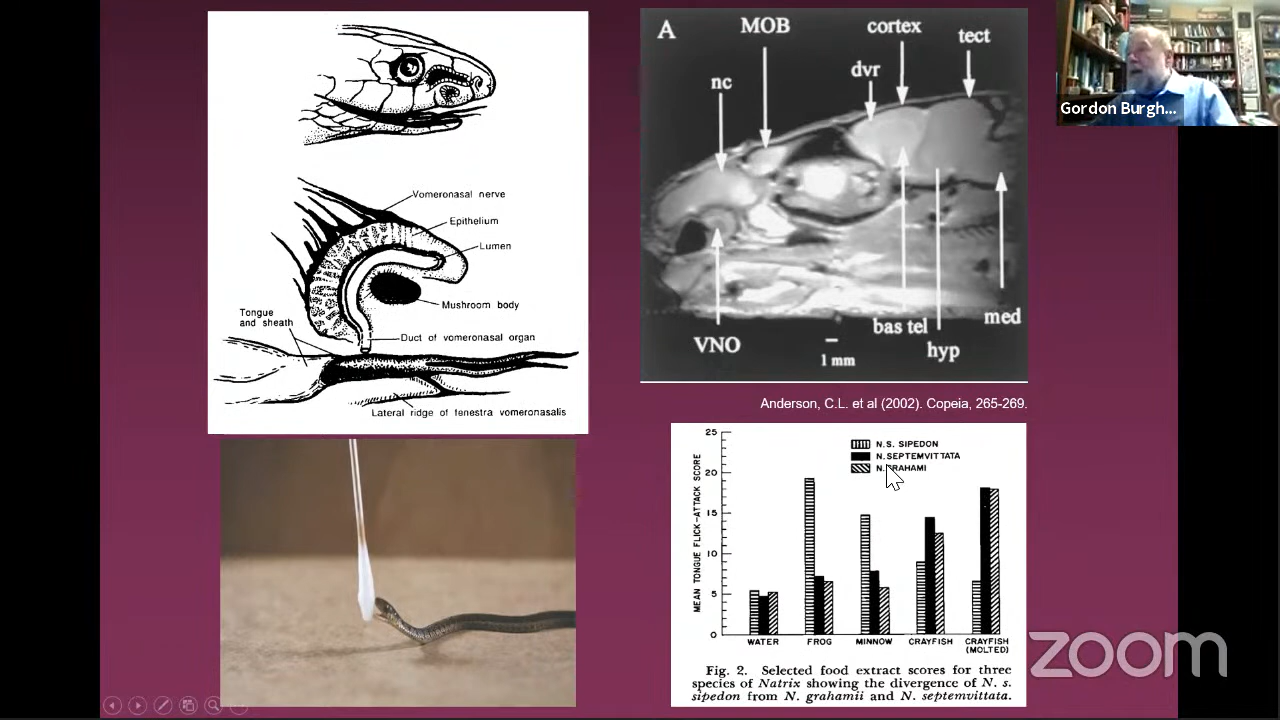 Vomeronasal nerve
Epithelium
Lumen
Mushroom body
Tongue
and sheath
Duct of vomeronasal organ
Lateral ridge of fenestra vomeronasalis
A
MOB
cortex
tect
nc
dvr
VNO
1 mm
bas tel
hyp
med
Anderson, C.L. et al (2002). Copeia, 265-269.
Gordon Burgh...
MEAN TONGUE FLICK-ATTACK SCORE
25
20
15
10
5
0
N.S. SIPEDON
N. SEPTEMVITTATA
N. GRAHAMI
WATER
FROG
MINNOW
CRAYFISH
CRAYFISH
(MOLTED)
Fig. 2. Selected food extract scores for three
species of Natrix showing the divergence of N. s.
sipedon from N. grahamii and N. septemvittata.
zoom